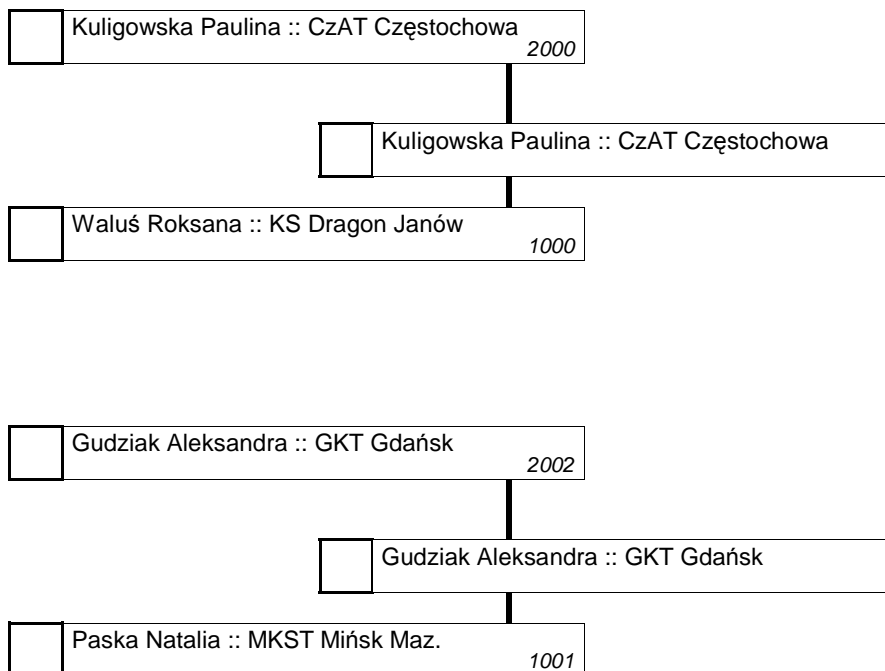 Kuligowska Paulina :: CzAT Częstochowa
2000
Kuligowska Paulina :: CzAT Częstochowa
Waluś Roksana :: KS Dragon Janów
1000
Gudziak Aleksandra :: GKT Gdańsk
2002
Gudziak Aleksandra :: GKT Gdańsk
Paska Natalia :: MKST Mińsk Maz.
1001